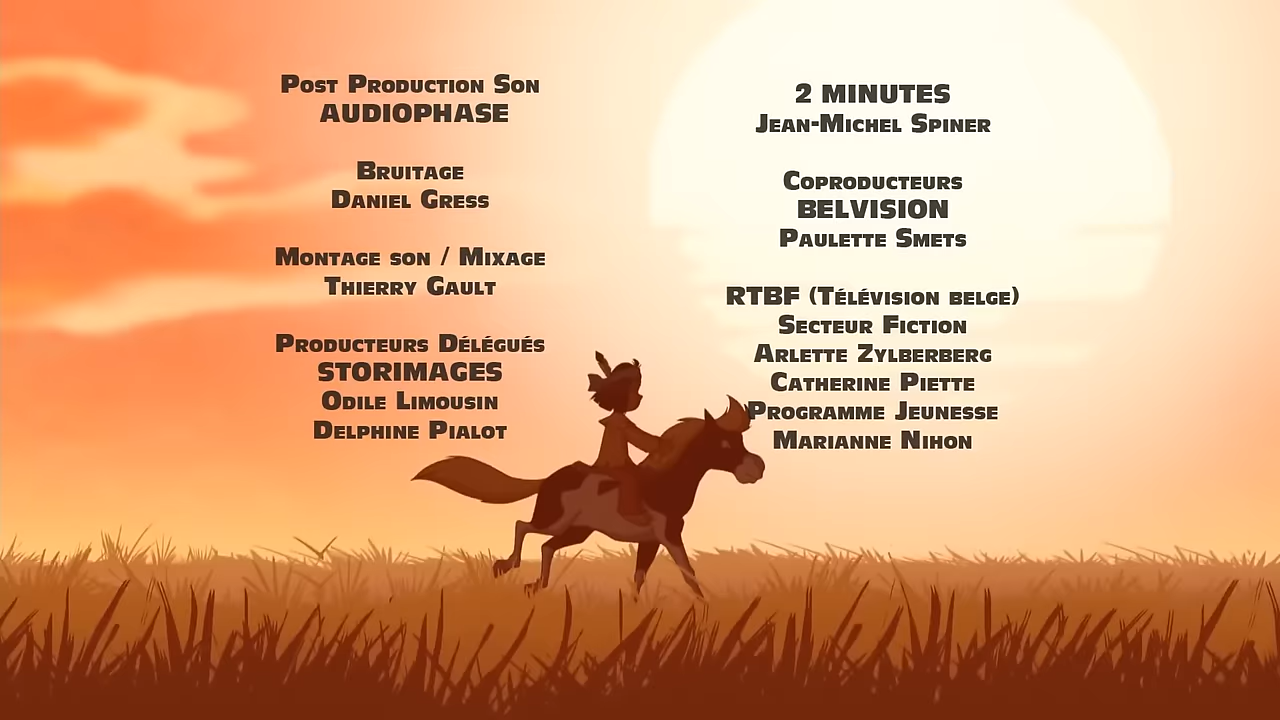 Post Production Son
AUDIOPHASE
Bruitage
Daniel Gress
Montage son / Mixage
Thierry Gault
Producteurs Délégués
STORIMAGES
Odile Limousin
Delphine Pialot
2 MINUTES
Jean-Michel Spiner
Coproducteurs
BELVISION
Paulette Smets
RTBF (Télévision belge)
Secteur Fiction
Arlette Zylberberg
Catherine Piette
Programme Jeunesse
Marianne Nihon